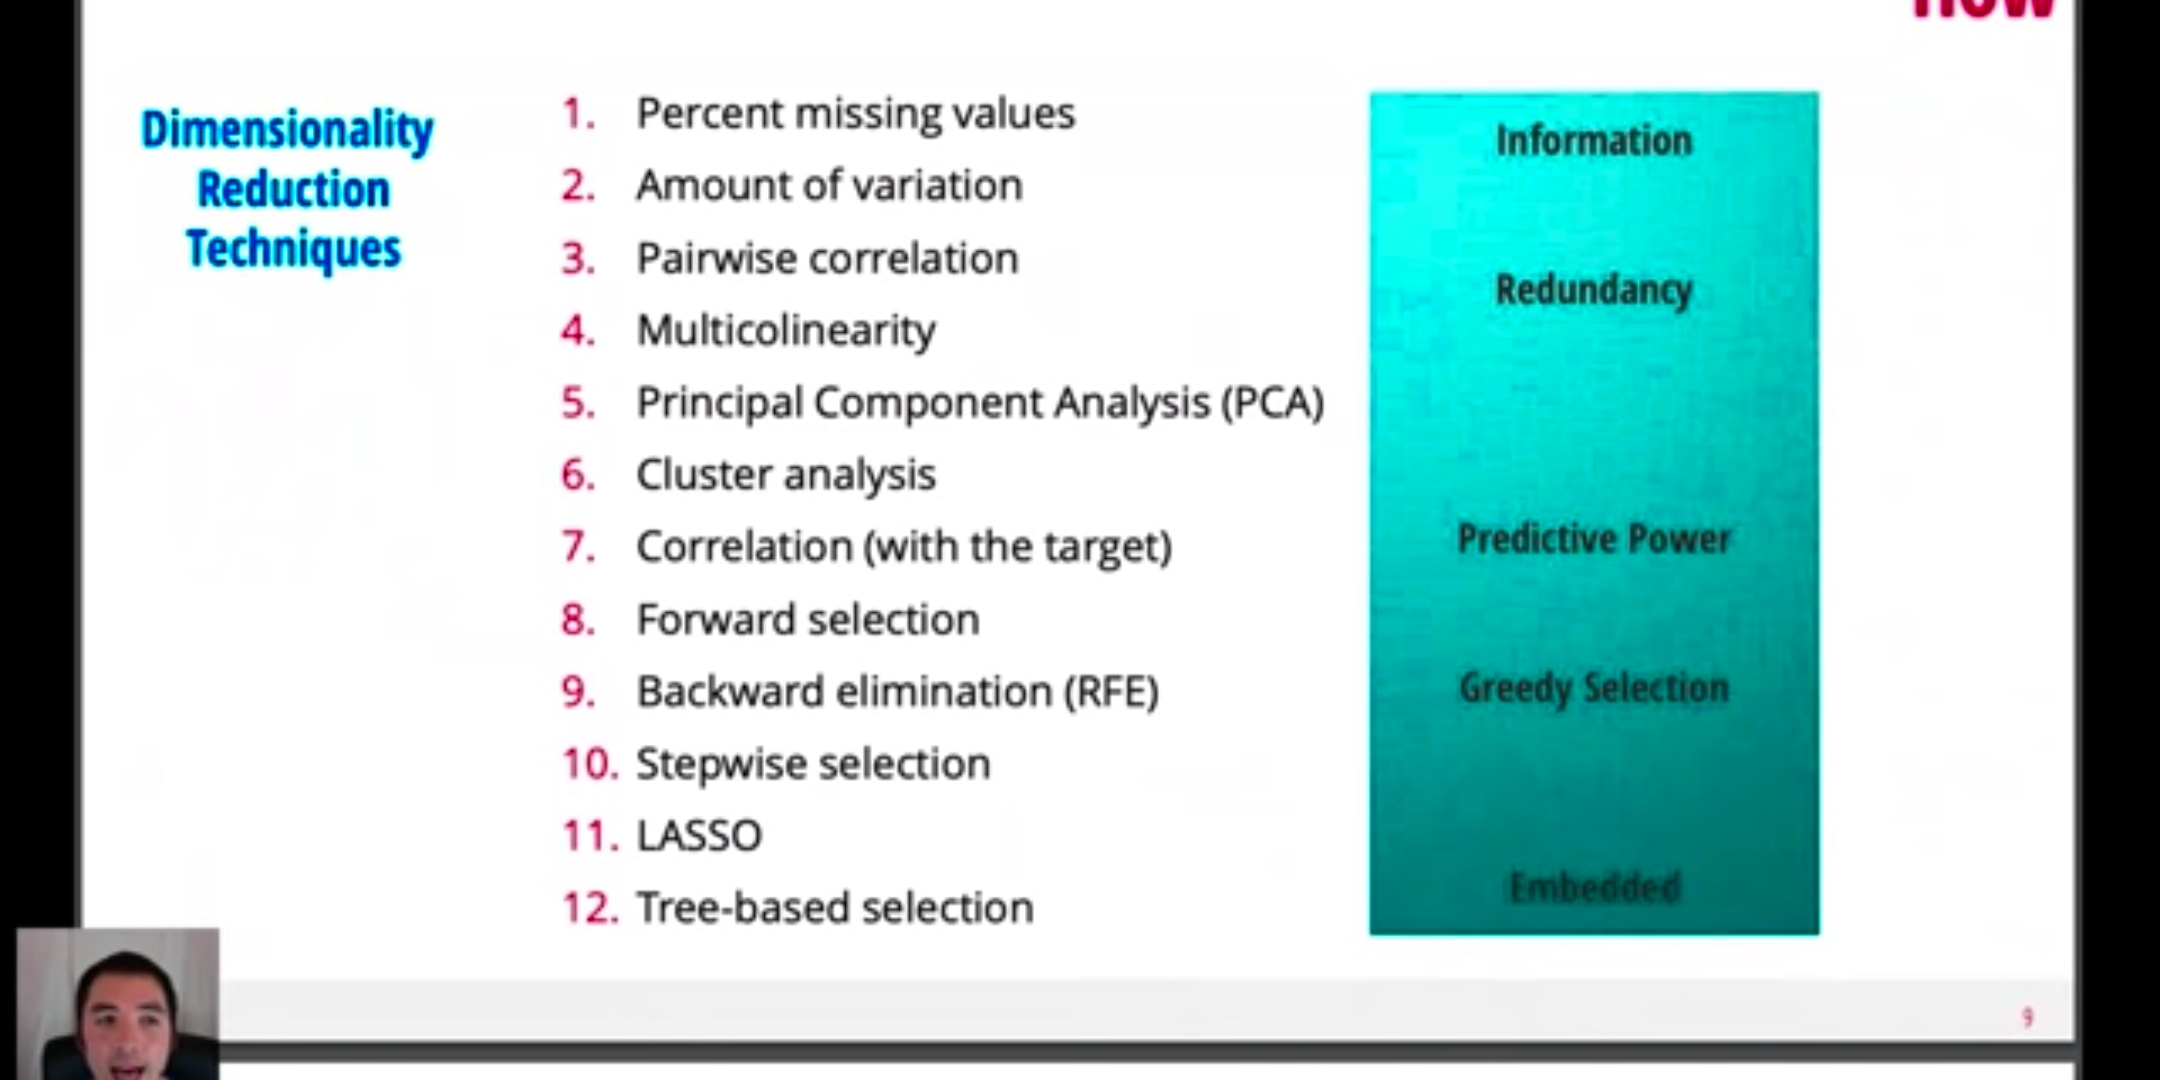 now
Dimensionality
Reduction
Techniques
1. Percent missing values
2. Amount of variation
3. Pairwise correlation
4. Multicolinearity
5. Principal Component Analysis (PCA)
6. Cluster analysis
7. Correlation (with the target)
8. Forward selection
9. Backward elimination (RFE)
10. Stepwise selection
11. LASSO
12. Tree-based selection
Information
Redundancy
Predictive Power
Greedy Selection
Embedded
9